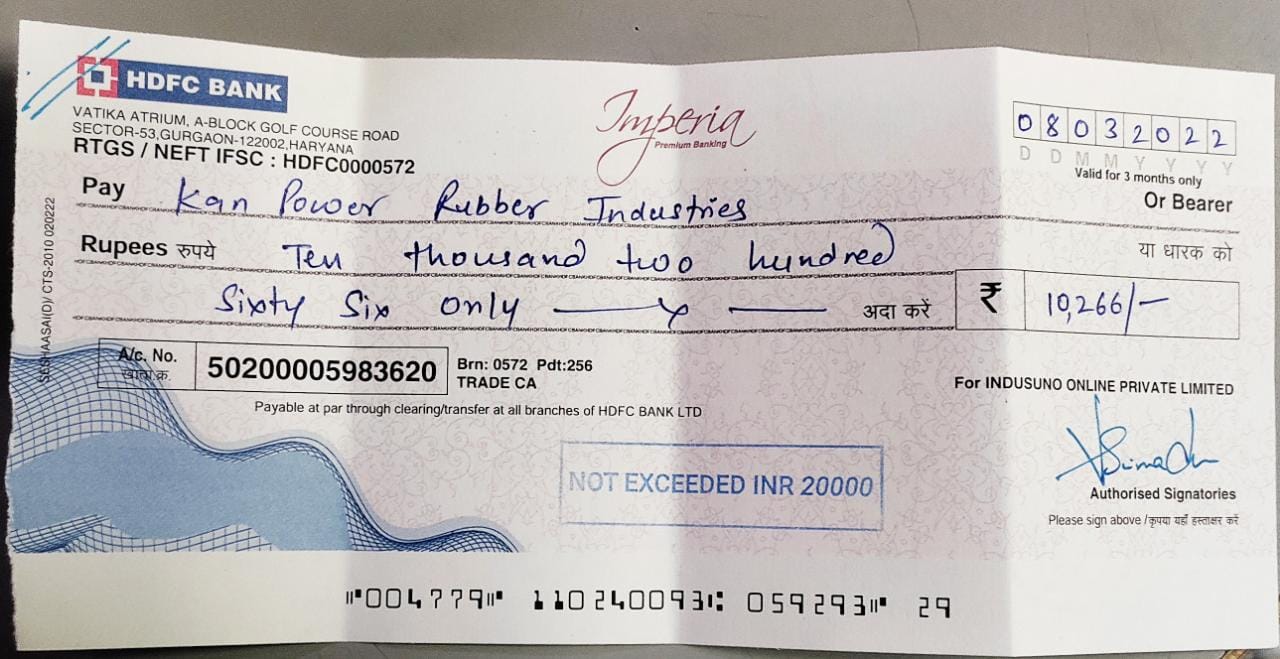 HDFC BANK
VATIKA ATRIUM, A-BLOCK GOLF COURSE ROAD
SECTOR-53,GURGAON-122002,HARYANA
RTGS / NEFT IFSC : HDFC0000572
Imperia
Premium Banking
0 8 0 3 2 0 2 2
D D M M Y Y Y Y
Valid for 3 months only
Pay Kan Power Rubber Industries
Or Bearer
Rupees रुपये Ten thousand two hundred
या धारक को
Sixty Six only
अदा करें
₹ 10,266/-
A/c. No.
खाता क्र.
50200005983620
Brn: 0572 Pdt:256
TRADE CA
For INDUSUNO ONLINE PRIVATE LIMITED
Payable at par through clearing/transfer at all branches of HDFC BANK LTD
NOT EXCEEDED INR 20000
Authorised Signatories
Please sign above /कृपया यहाँ हस्ताक्षर करें
⑈004779⑈ 110240093⑆ 059293⑈ 29